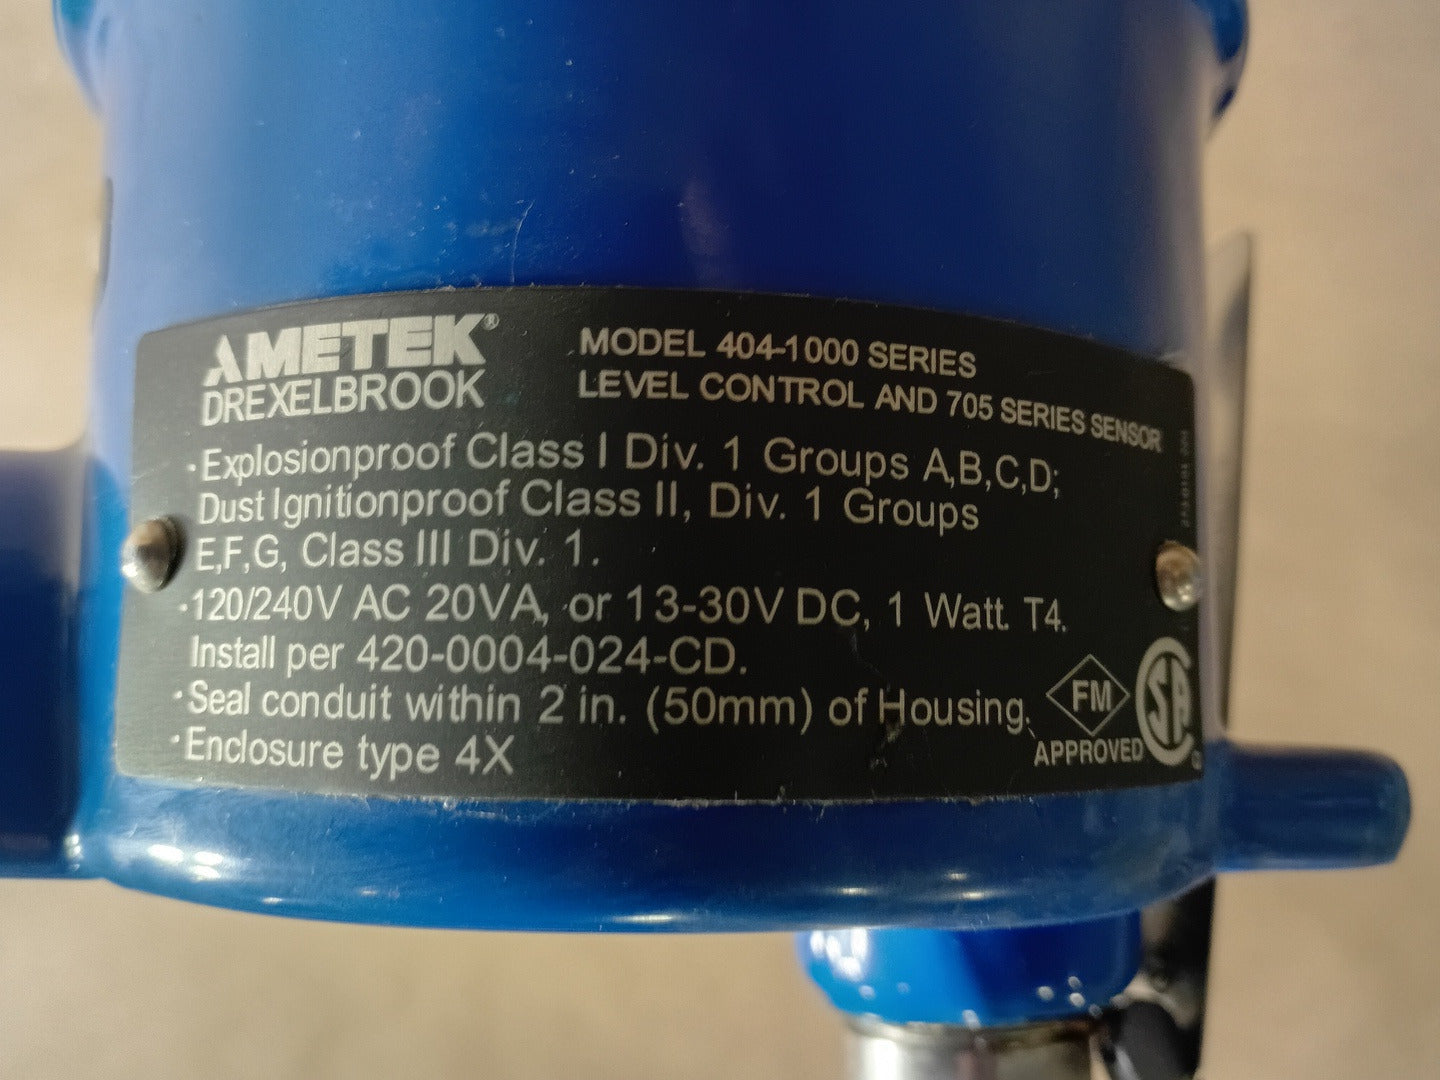 AMETEK®
DREXELBROOK
MODEL 404-1000 SERIES
LEVEL CONTROL AND 705 SERIES SENSOR
·Explosionproof Class I Div. 1 Groups A,B,C,D;
Dust Ignitionproof Class II, Div. 1 Groups
E,F,G, Class III Div. 1.
·120/240V AC 20VA, or 13-30V DC, 1 Watt. T4.
Install per 420-0004-024-CD.
·Seal conduit within 2 in. (50mm) of Housing.
·Enclosure type 4X
FM
APPROVED
SA